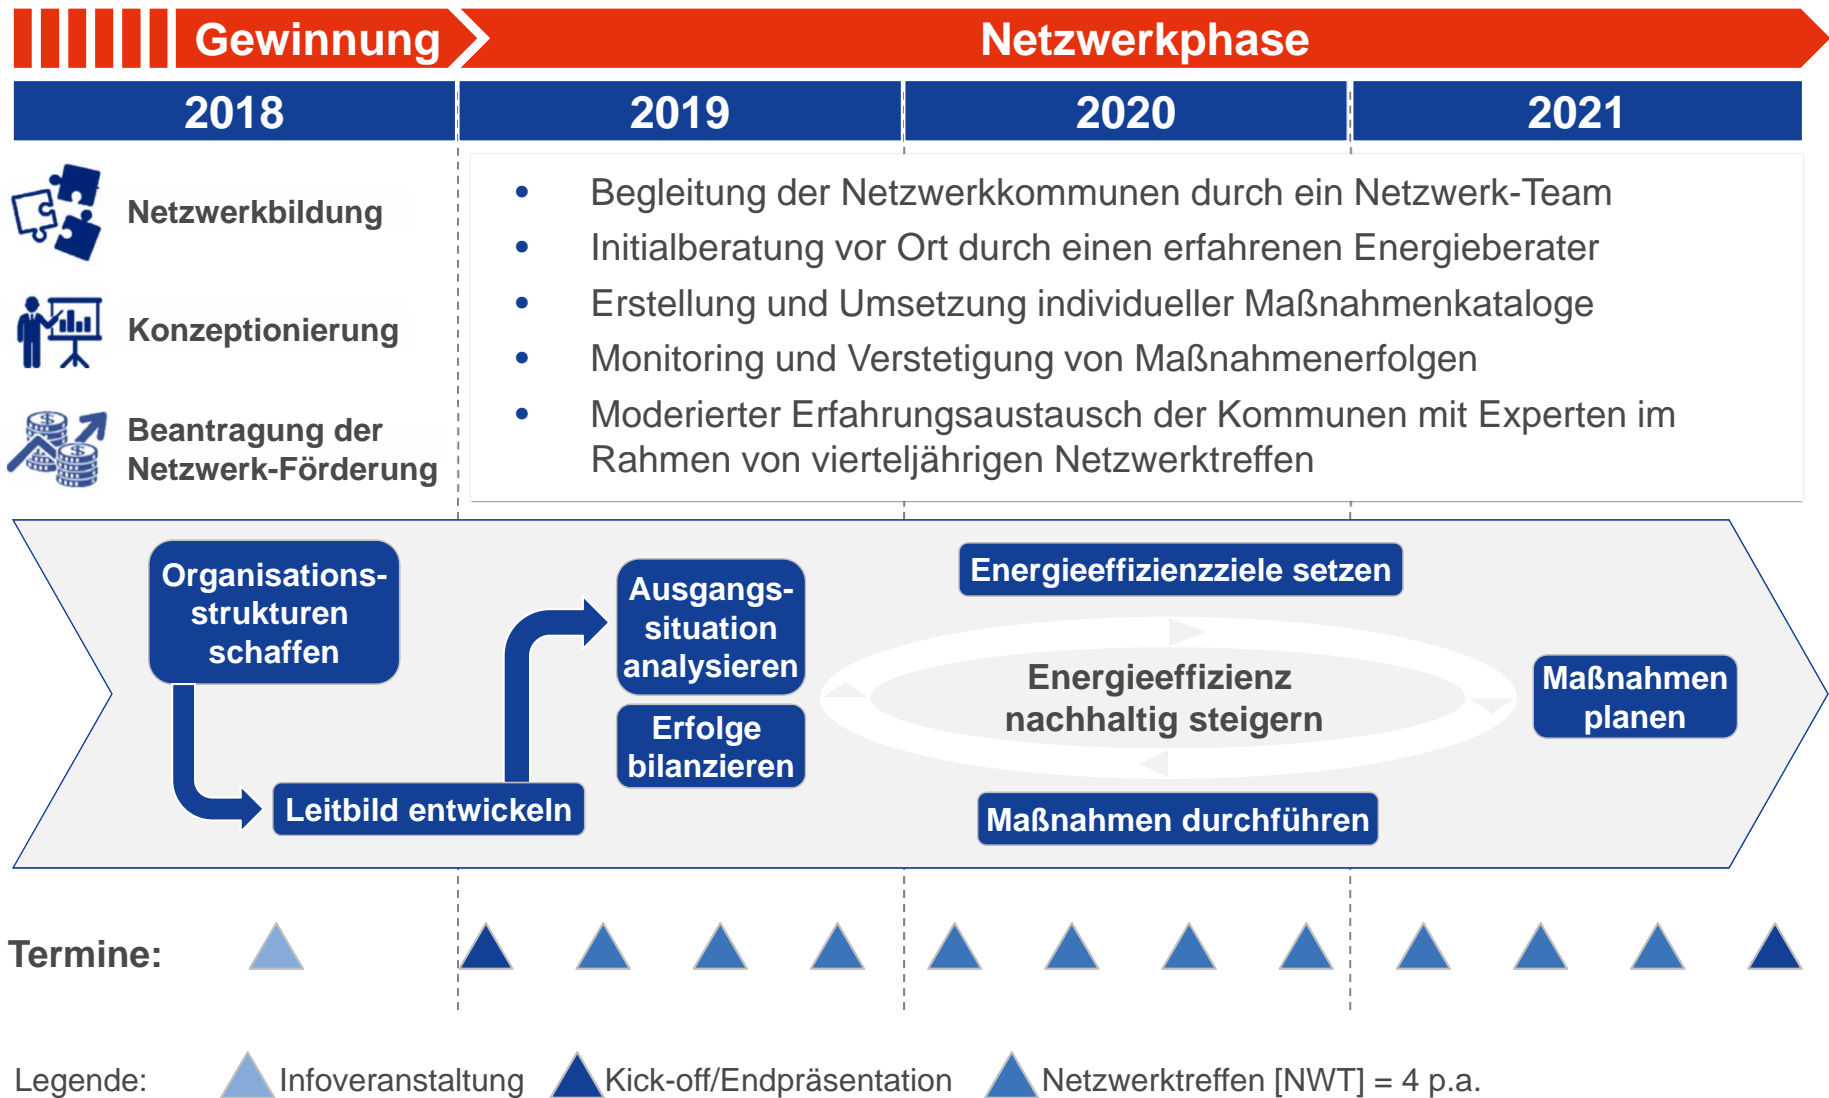 Gewinnung
Netzwerkphase
2018
2019
2020
2021
Netzwerkbildung
Konzeptionierung
Beantragung der
Netzwerk-Förderung
• Begleitung der Netzwerkkommunen durch ein Netzwerk-Team
• Initialberatung vor Ort durch einen erfahrenen Energieberater
• Erstellung und Umsetzung individueller Maßnahmenkataloge
• Monitoring und Verstetigung von Maßnahmenerfolgen
• Moderierter Erfahrungsaustausch der Kommunen mit Experten im
Rahmen von vierteljährigen Netzwerktreffen
Organisations-
strukturen
schaffen
Leitbild entwickeln
Ausgangs-
situation
analysieren
Erfolge
bilanzieren
Energieeffizienzziele setzen
Energieeffizienz
nachhaltig steigern
Maßnahmen
planen
Maßnahmen durchführen
Termine:
Legende:
Infoveranstaltung
Kick-off/Endpräsentation
Netzwerktreffen [NWT] = 4 p.a.